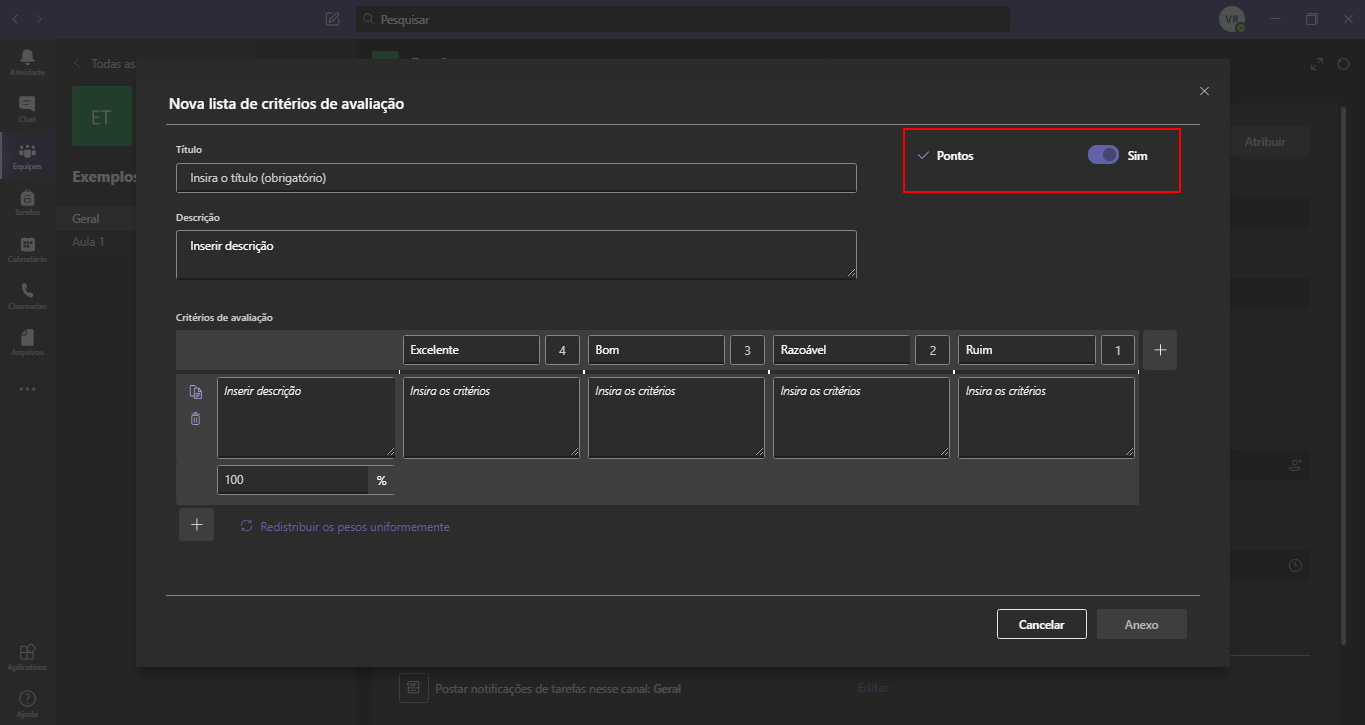 Pesquisar
VR
Atividade
Chat
Equipes
Tarefas
Calendário
Chamadas
Arquivos
Aplicativos
Ajuda
Todas as
ET
Exemplos
Geral
Aula 1
Atribuir
Nova lista de critérios de avaliação
Título
Insira o título (obrigatório)
Pontos Sim
Descrição
Inserir descrição
Critérios de avaliação
Excelente 4 Bom 3 Razoável 2 Ruim 1
Inserir descrição Insira os critérios Insira os critérios Insira os critérios Insira os critérios
100 %
Redistribuir os pesos uniformemente
Cancelar Anexo
Postar notificações de tarefas nesse canal: Geral Editar